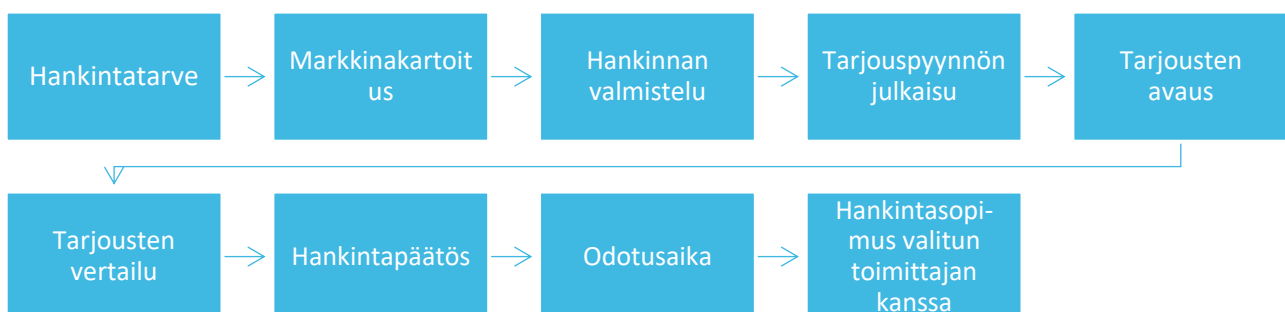 Hankintatarve
Markkinakartoit
us
Hankinnan
valmistelu
Tarjouspyynnön
julkaisu
Tarjousten
avaus
Tarjousten
vertailu
Hankintapäätös
Odotusaika
Hankintasopi-
mus valitun
toimittajan
kanssa